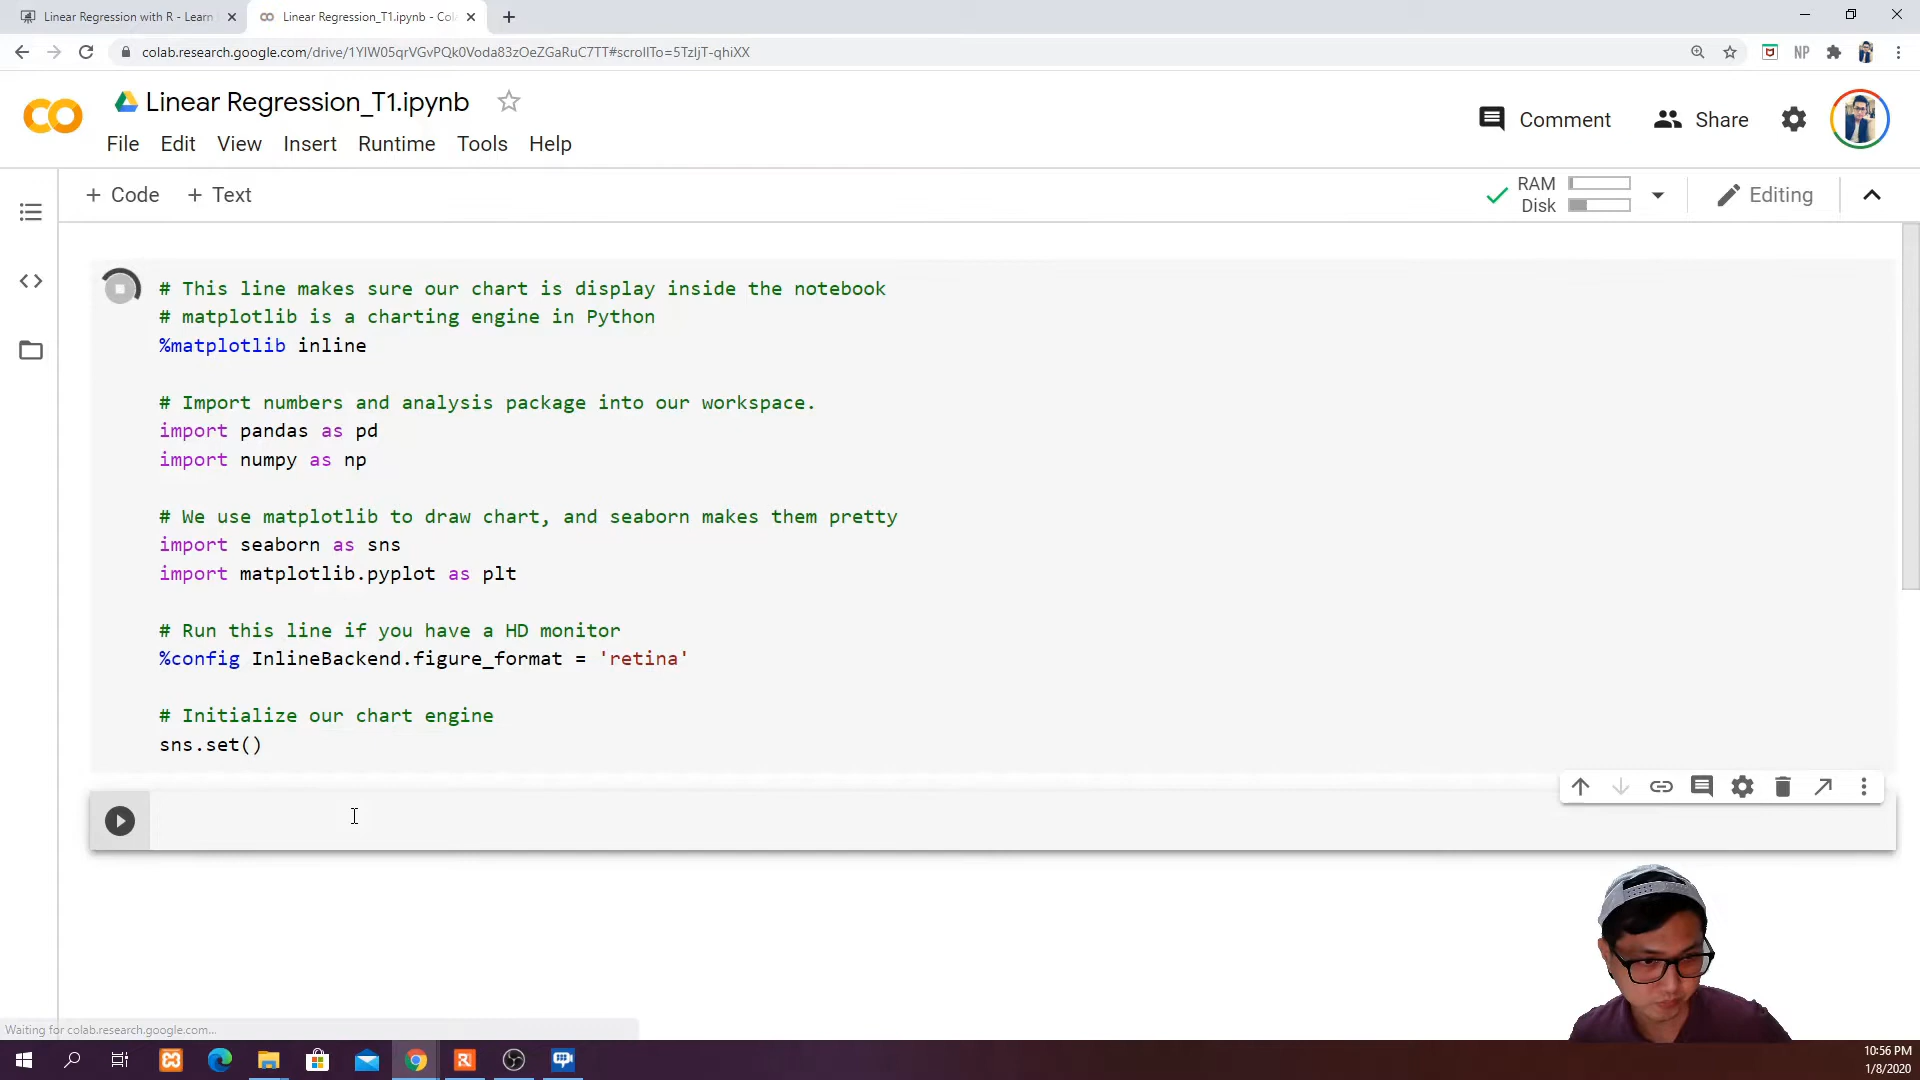 Linear Regression with R - Learn
Linear Regression_T1.ipynb - Col
colab.research.google.com/drive/1YIW05qrVGvPQk0Voda83zOeZGaRuC7TT#scrollTo=5TzIjT-qhiXX
NP
CO
Linear Regression_T1.ipynb
File Edit View Insert Runtime Tools Help
Comment
Share
+ Code + Text
RAM
Disk
Editing
# This line makes sure our chart is display inside the notebook
# matplotlib is a charting engine in Python
%matplotlib inline
# Import numbers and analysis package into our workspace.
import pandas as pd
import numpy as np
# We use matplotlib to draw chart, and seaborn makes them pretty
import seaborn as sns
import matplotlib.pyplot as plt
# Run this line if you have a HD monitor
%config InlineBackend.figure_format = 'retina'
# Initialize our chart engine
sns.set()
Waiting for colab.research.google.com...
10:56 PM
1/8/2020